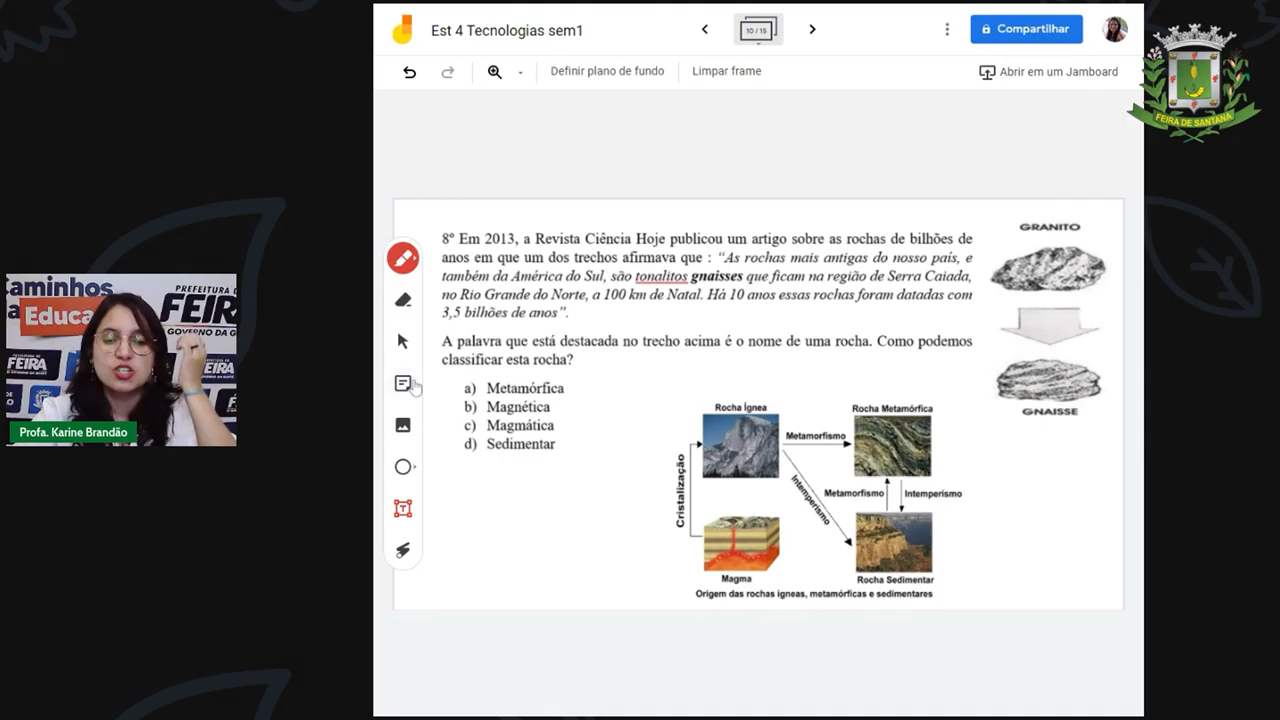 Est 4 Tecnologias sem1
10 / 15
Compartilhar
Definir plano de fundo
Limpar frame
Abrir em um Jamboard
FEIRA DE SANTANA
8º Em 2013, a Revista Ciência Hoje publicou um artigo sobre as rochas de bilhões de
anos em que um dos trechos afirmava que : “As rochas mais antigas do nosso país, e
também da América do Sul, são tonalitos gnaisses que ficam na região de Serra Caiada,
no Rio Grande do Norte, a 100 km de Natal. Há 10 anos essas rochas foram datadas com
3,5 bilhões de anos”.
A palavra que está destacada no trecho acima é o nome de uma rocha. Como podemos
classificar esta rocha?
a) Metamórfica
b) Magnética
c) Magmática
d) Sedimentar
GRANITO
GNAISSE
Rocha Ígnea
Rocha Metamórfica
Metamorfismo
Cristalização
Intemperismo
Metamorfismo
Intemperismo
Magma
Rocha Sedimentar
Origem das rochas ígneas, metamórficas e sedimentares
caminhos
Educa
PREFEITURA
FEIR
GOVERNO DA G
FEIRA
FEIRA
Profa. Karine Brandão